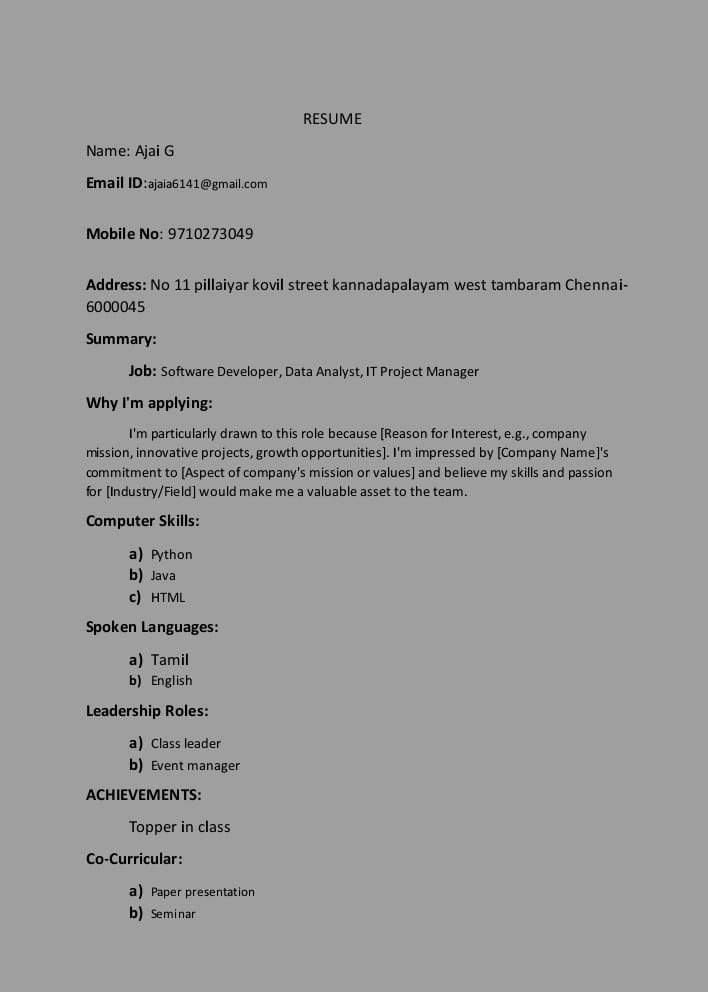 RESUME
Name: Ajai G
Email ID:ajaia6141@gmail.com
Mobile No: 9710273049
Address: No 11 pillaiyar kovil street kannadapalayam west tambaram Chennai-
6000045
Summary:
Job: Software Developer, Data Analyst, IT Project Manager
Why I'm applying:
I'm particularly drawn to this role because [Reason for Interest, e.g., company
mission, innovative projects, growth opportunities]. I'm impressed by [Company Name]'s
commitment to [Aspect of company's mission or values] and believe my skills and passion
for [Industry/Field] would make me a valuable asset to the team.
Computer Skills:
a) Python
b) Java
c) HTML
Spoken Languages:
a) Tamil
b) English
Leadership Roles:
a) Class leader
b) Event manager
ACHIEVEMENTS:
Topper in class
Co-Curricular:
a) Paper presentation
b) Seminar